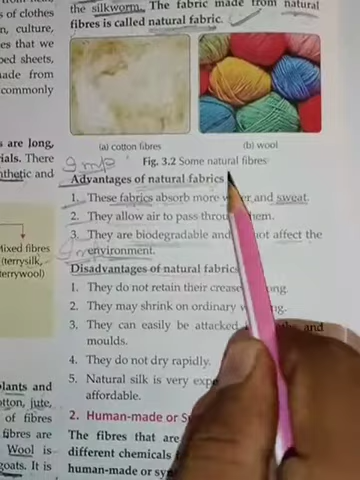 the silkworm. The fabric made from natural
fibres is called natural fabric.
of clothes
n, culture,
es that we
bed sheets,
made from
commonly
(a) cotton fibres
(b) wool
Fig. 3.2 Some natural fibres
Imp
Advantages of natural fabrics
1. These fabrics absorb more and sweat.
2. They allow air to pass
3. They are biodegradable and affect the
environment.
Disadvantages of natural fabric
1. They do not retain their
2. They may shrink on ordinary
3. They can easily be attacked and
moulds.
4. They do not dry rapidly.
5. Natural silk is very
affordable.
2. Human-made or
The fibres that are
different chemicals
human-made or
s are long,
rials. There
nthetic and
Mixed fibres
(terrysilk,
terrywool)
plants and
otton, jute,
of fibres
fibres are
Wool is
goats. It is